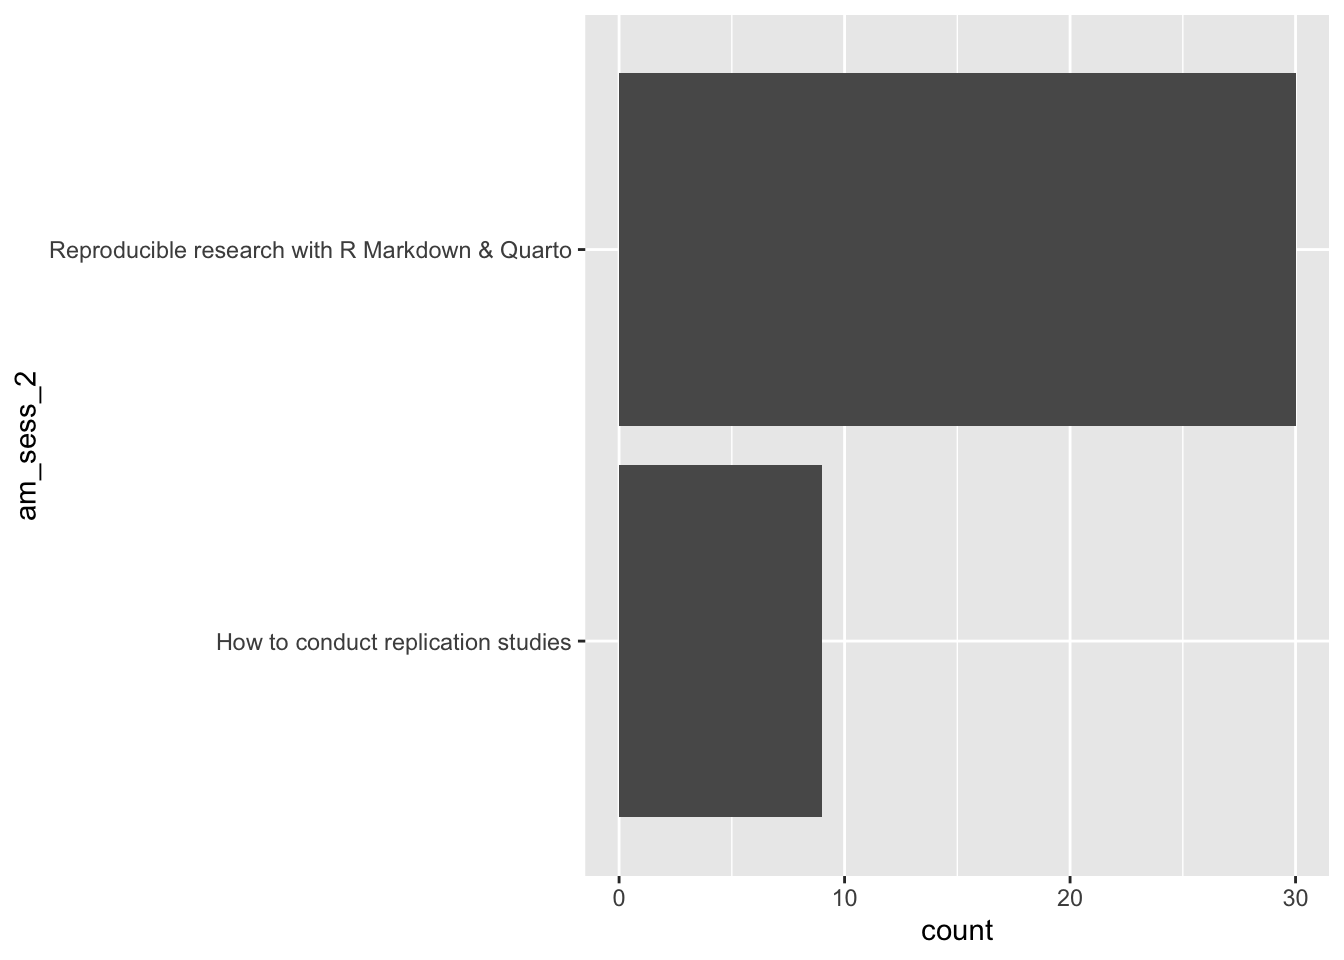 Reproducible research with R Markdown & Quarto
am_sess_2
How to conduct replication studies
0 10 20 30
count